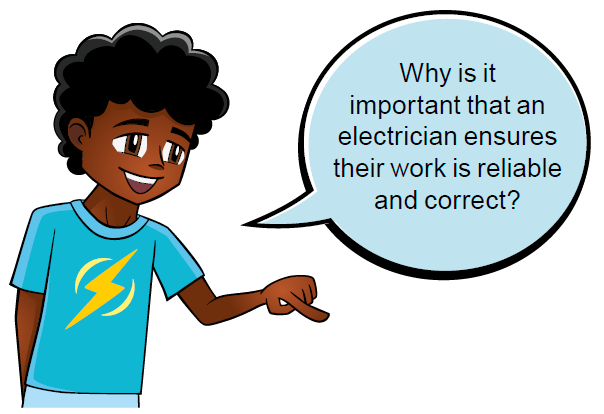 Why is it
important that an
electrician ensures
their work is reliable
and correct?